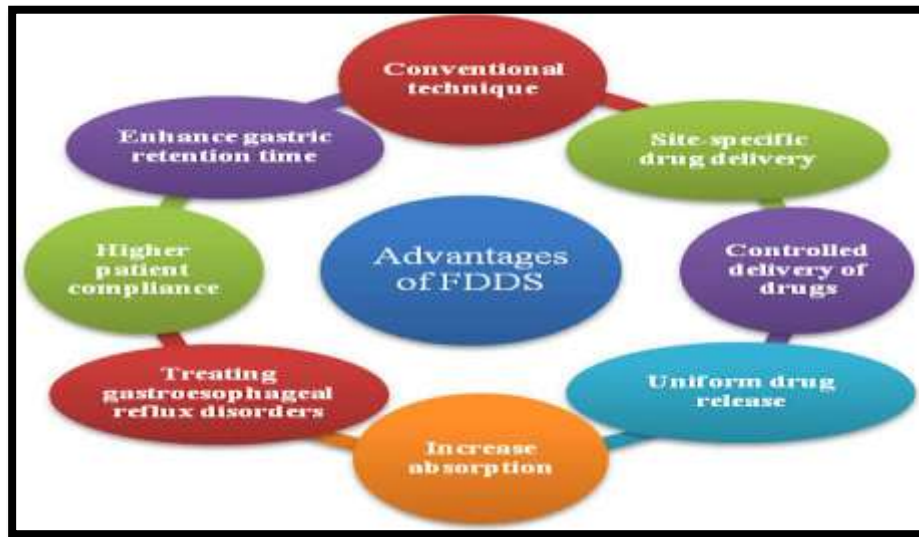 Conventional
technique
Site-specific
drug delivery
Controlled
delivery of
drugs
Uniform drug
release
Increase
absorption
Treating
gastroesophageal
reflux disorders
Higher
patient
compliance
Enhance gastric
retention time
Advantages
of FDDS